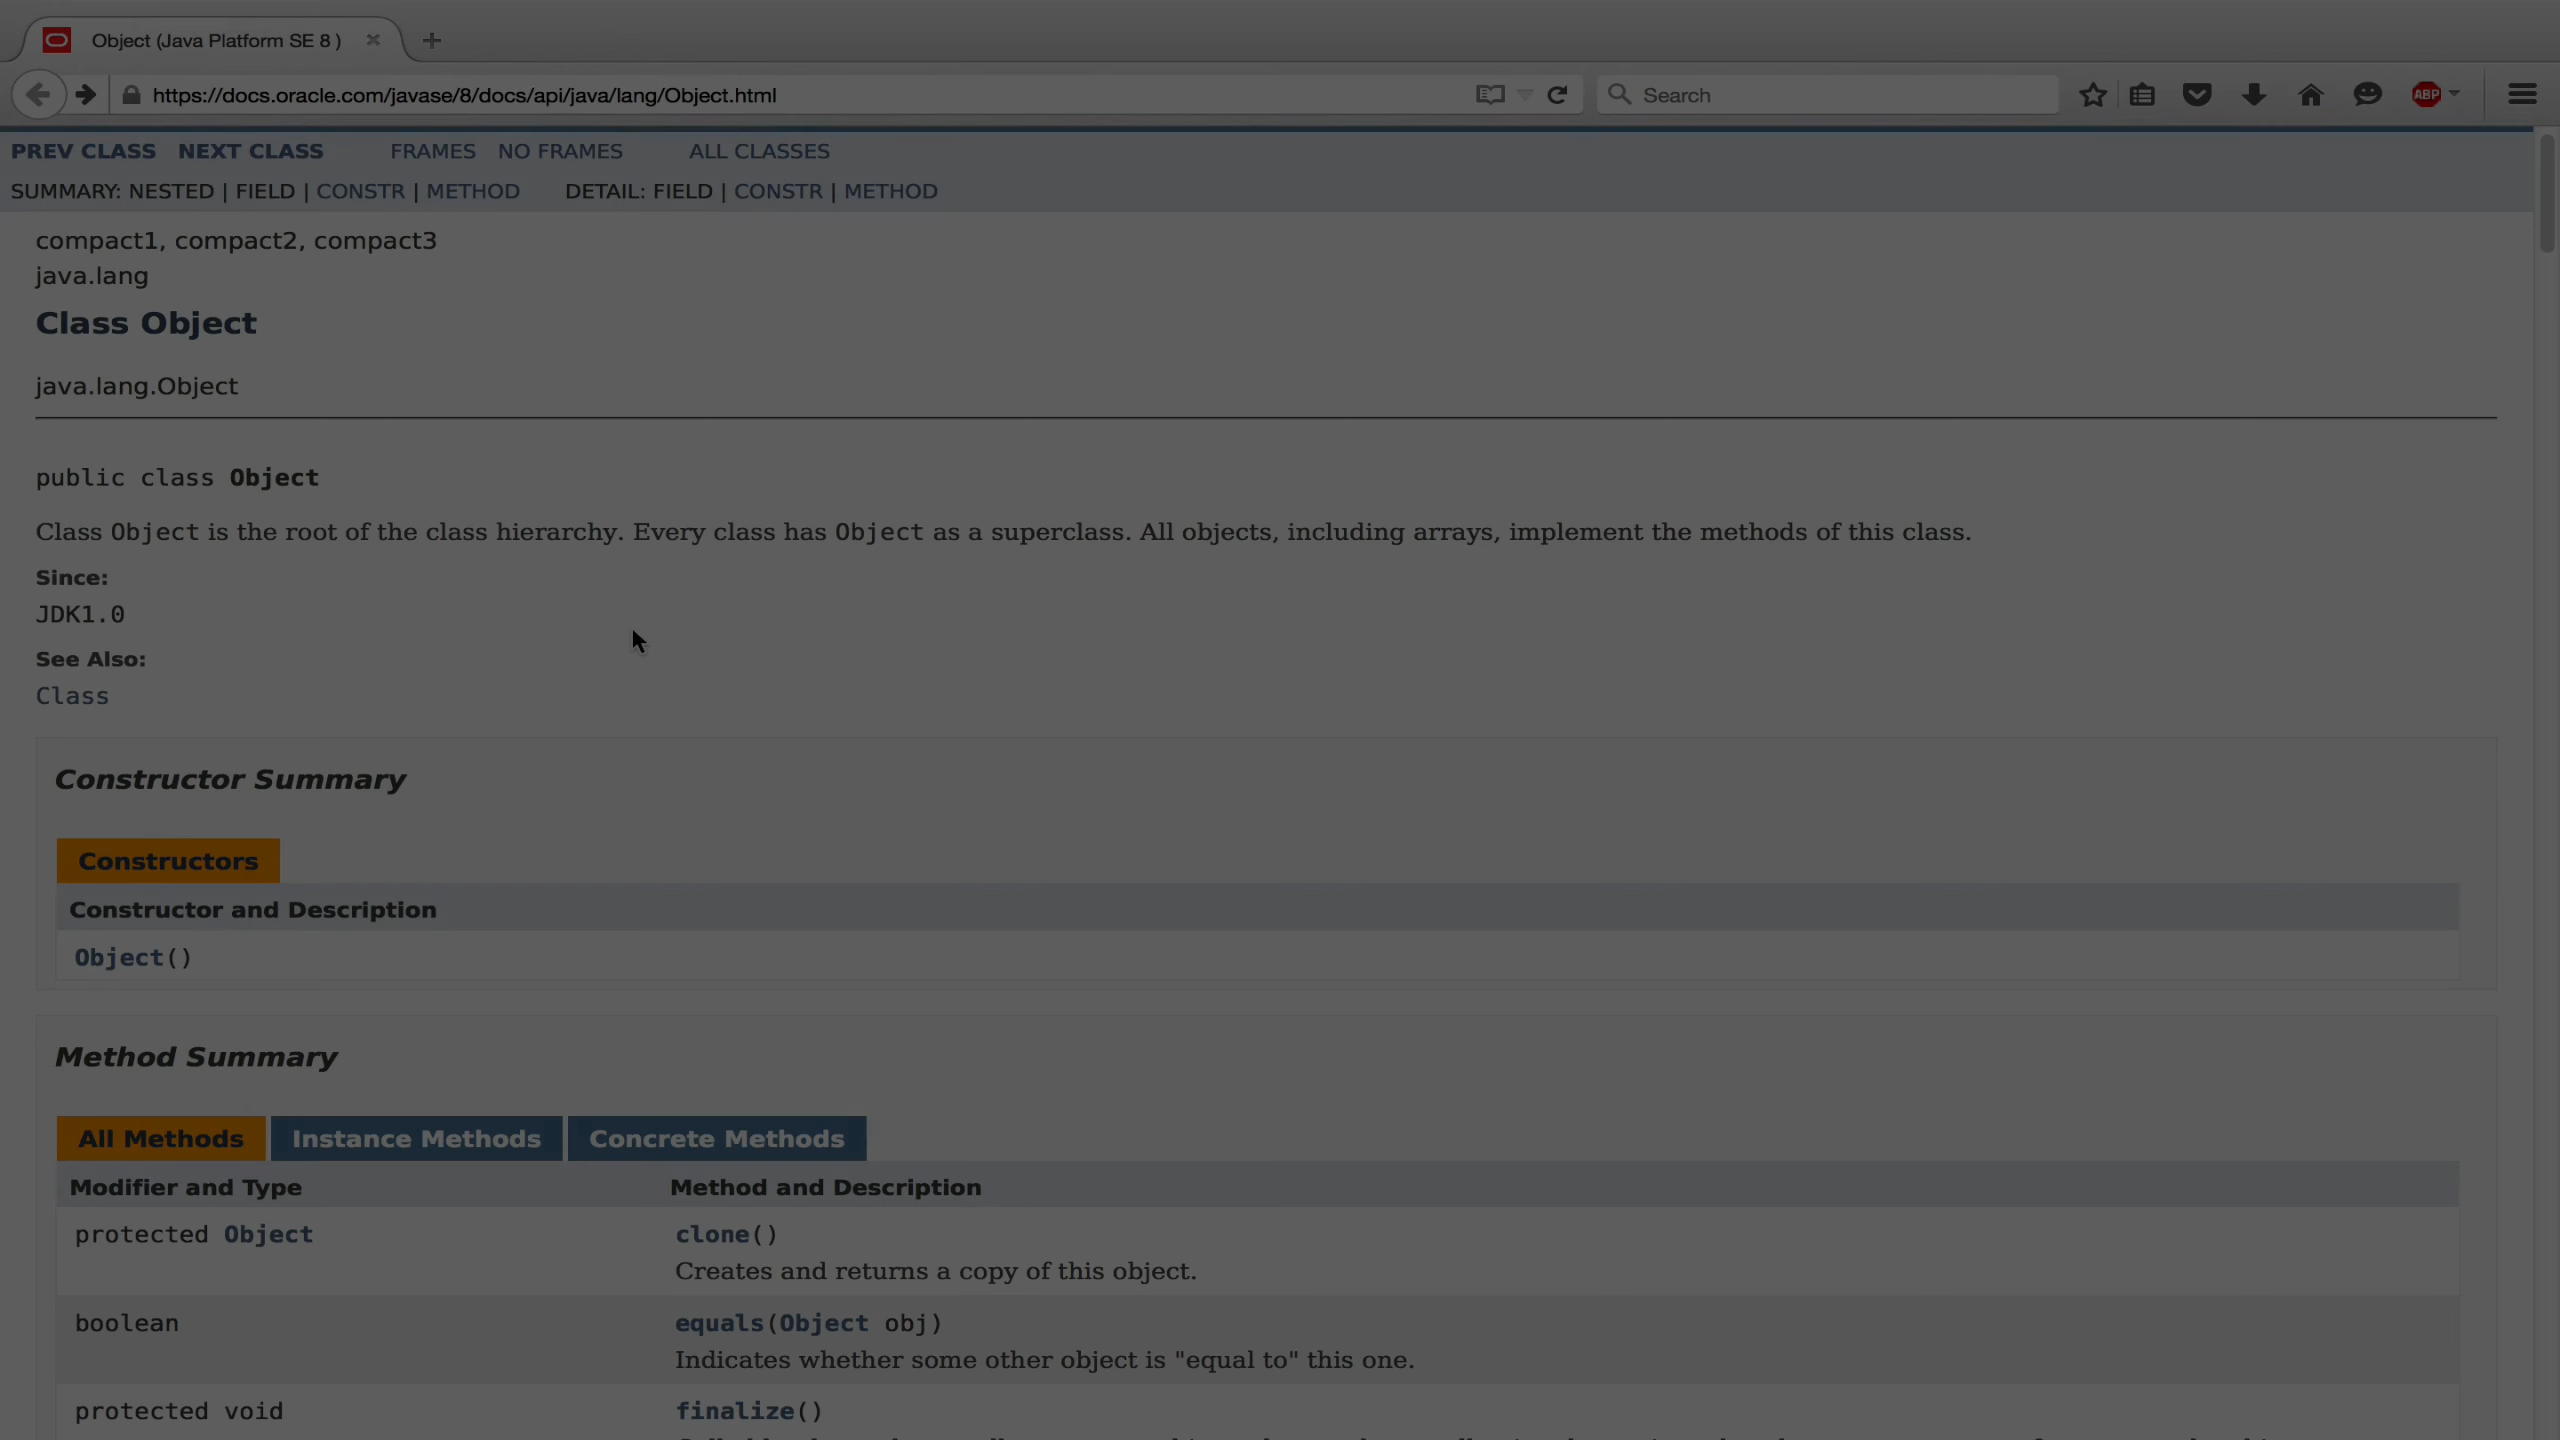 Object (Java Platform SE 8 )
https://docs.oracle.com/javase/8/docs/api/java/lang/Object.html
Search
ABP
PREV CLASS NEXT CLASS FRAMES NO FRAMES ALL CLASSES
SUMMARY: NESTED | FIELD | CONSTR | METHOD DETAIL: FIELD | CONSTR | METHOD
compact1, compact2, compact3
java.lang
Class Object
java.lang.Object
public class Object
Class Object is the root of the class hierarchy. Every class has Object as a superclass. All objects, including arrays, implement the methods of this class.
Since:
JDK1.0
See Also:
Class
Constructor Summary
Constructors
Constructor and Description
Object()
Method Summary
All Methods Instance Methods Concrete Methods
Modifier and Type Method and Description
protected Object clone()
Creates and returns a copy of this object.
boolean equals(Object obj)
Indicates whether some other object is "equal to" this one.
protected void finalize()